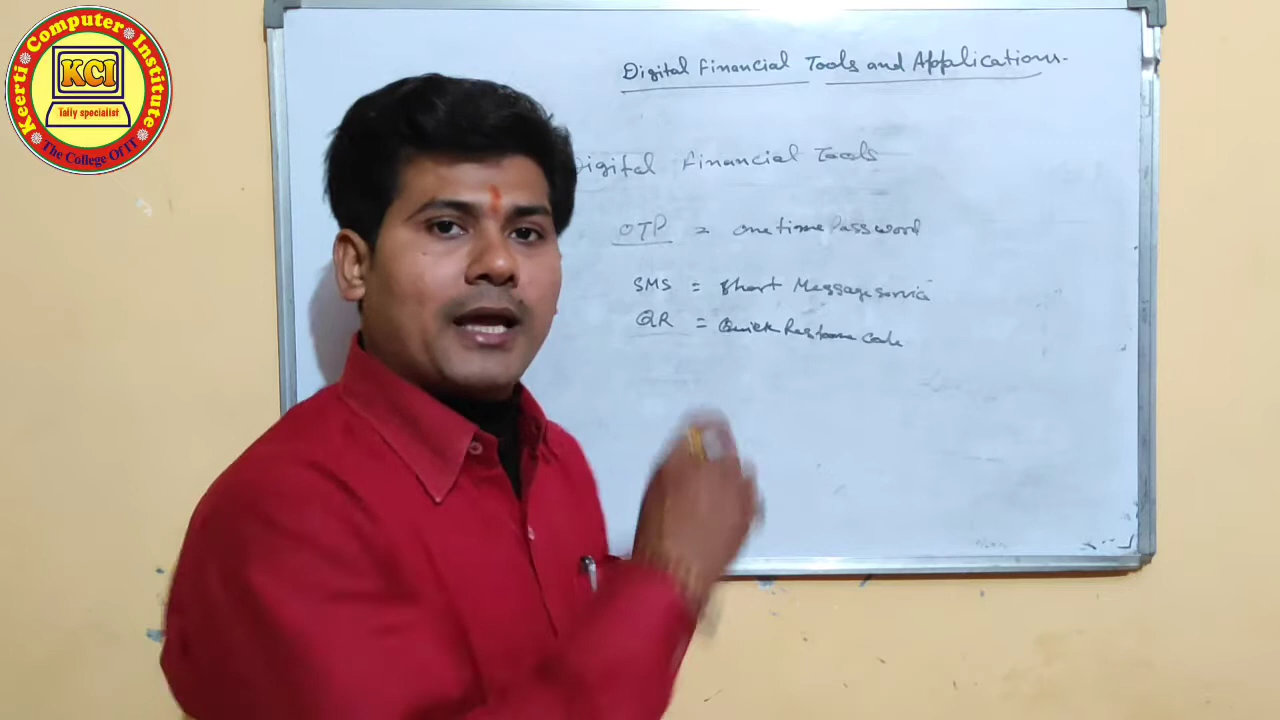 Keerti Computer Institute
KCI
Tally specialist
The College Of IT
Digital Financial Tools and Applications.
Digital Financial Tools
OTP = one time Password
SMS = Short Message service
QR = Quick Response Code